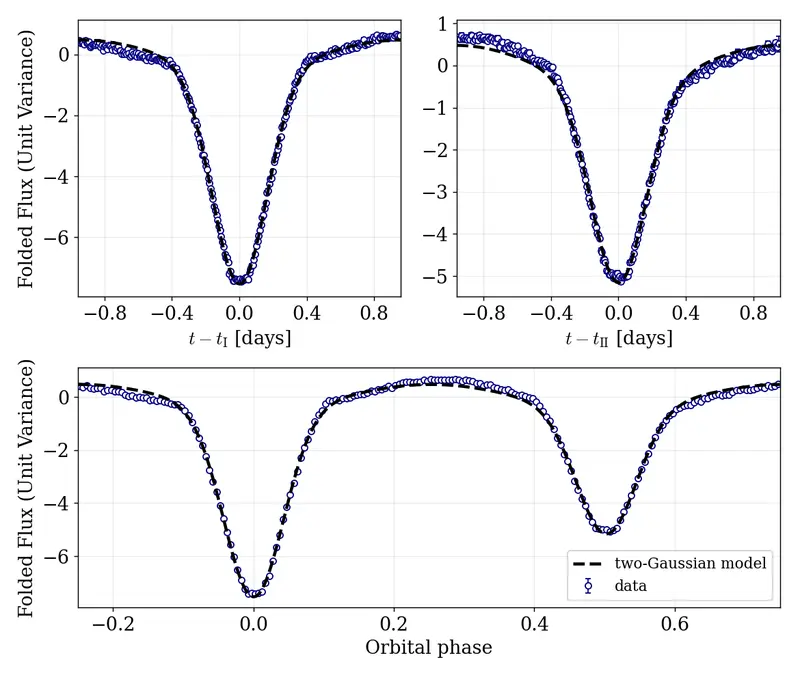 Folded Flux (Unit Variance)
0
−2
−4
−6
−0.8 −0.4 0.0 0.4 0.8
t − t_I [days]
1
0
−1
−2
−3
−4
−5
−0.8 −0.4 0.0 0.4 0.8
t − t_II [days]
Folded Flux (Unit Variance)
0
−2
−4
−6
−0.2 0.0 0.2 0.4 0.6
Orbital phase
two-Gaussian model
data